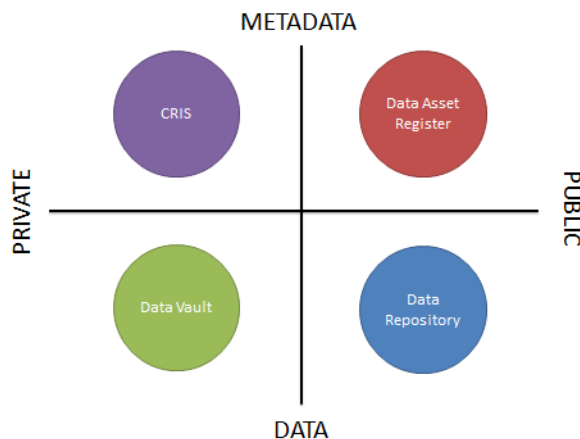 METADATA
CRIS
Data Asset
Register
PRIVATE
PUBLIC
Data Vault
Data
Repository
DATA